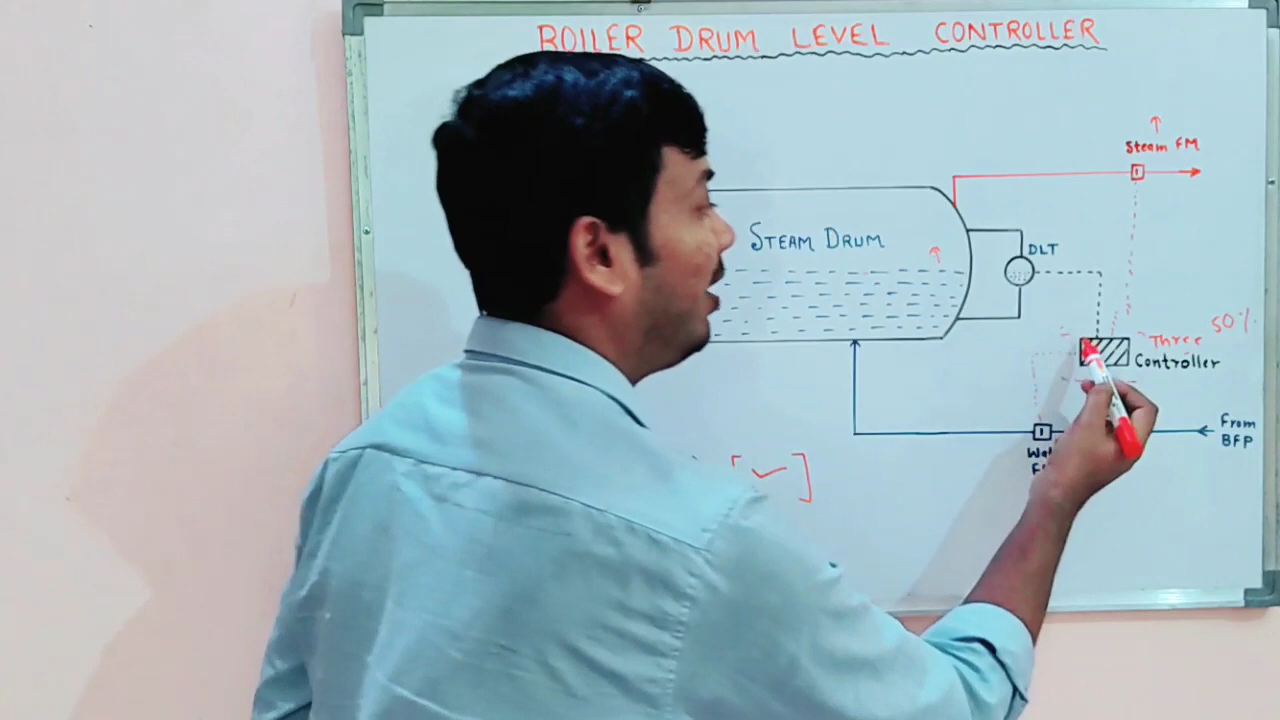 BOILER DRUM LEVEL CONTROLLER
Steam FM
STEAM DRUM
DLT
50%
Three
Controller
From
BFP